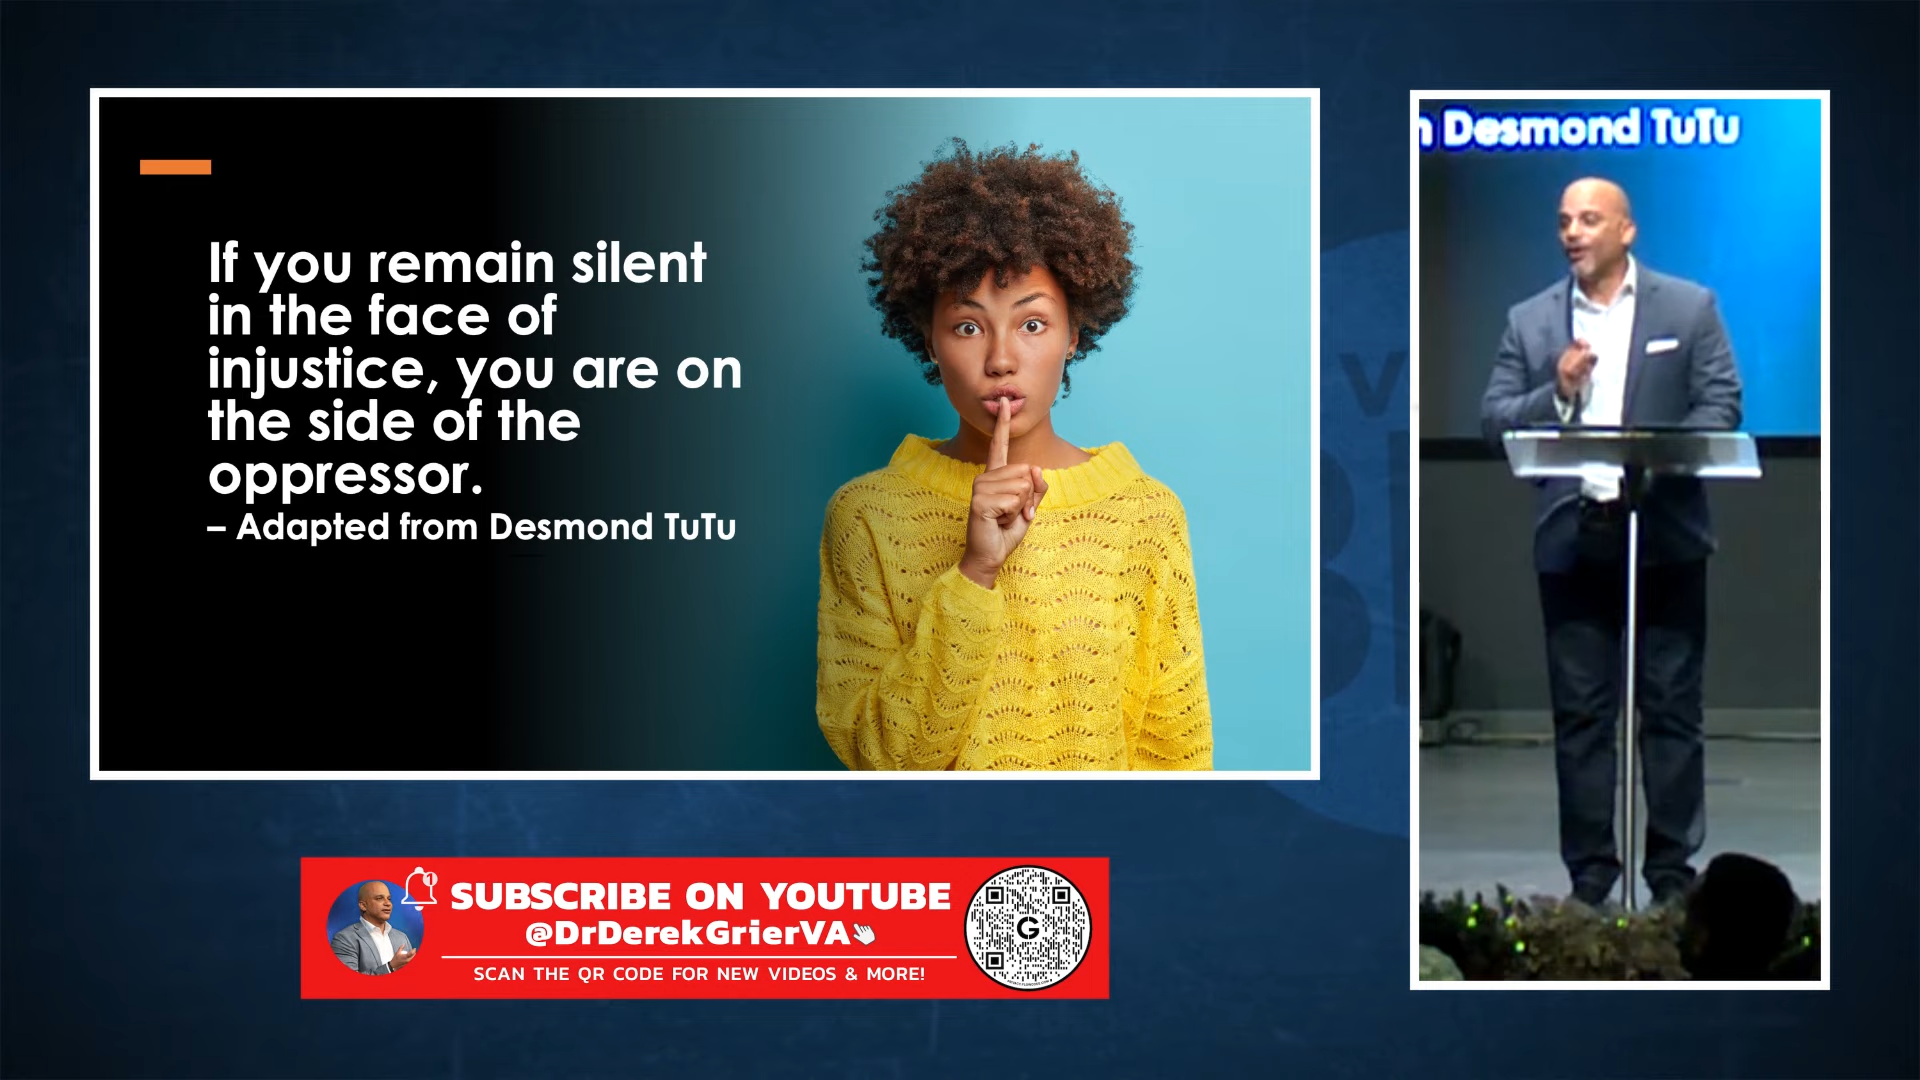 If you remain silent
in the face of
injustice, you are on
the side of the
oppressor.
– Adapted from Desmond TuTu
Desmond TuTu
SUBSCRIBE ON YOUTUBE
@DrDerekGrierVA
SCAN THE QR CODE FOR NEW VIDEOS & MORE!
G